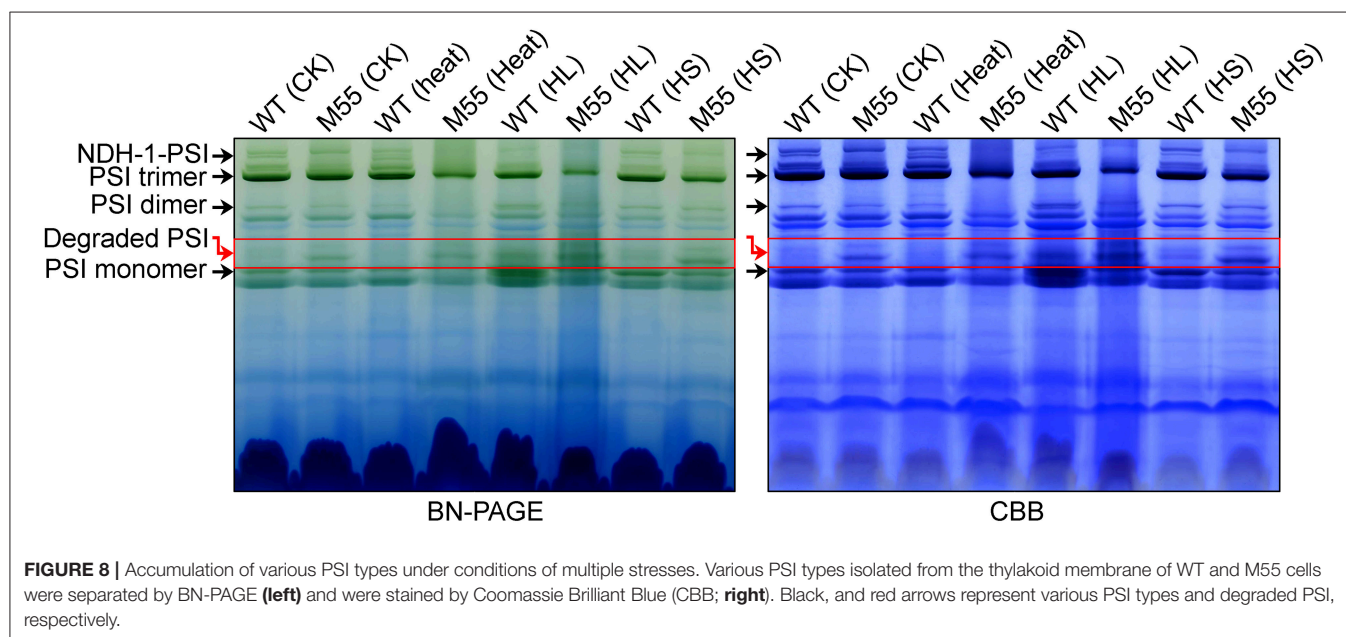 WT (CK) M55 (CK) WT (heat) M55 (Heat) WT (HL) M55 (HL) WT (HS) M55 (HS)
WT (CK) M55 (CK) WT (Heat) M55 (Heat) WT (HL) M55 (HL) WT (HS) M55 (HS)
NDH-1-PSI
PSI trimer
PSI dimer
Degraded PSI
PSI monomer
BN-PAGE
CBB
FIGURE 8 | Accumulation of various PSI types under conditions of multiple stresses. Various PSI types isolated from the thylakoid membrane of WT and M55 cells
were separated by BN-PAGE (left) and were stained by Coomassie Brilliant Blue (CBB; right). Black, and red arrows represent various PSI types and degraded PSI,
respectively.